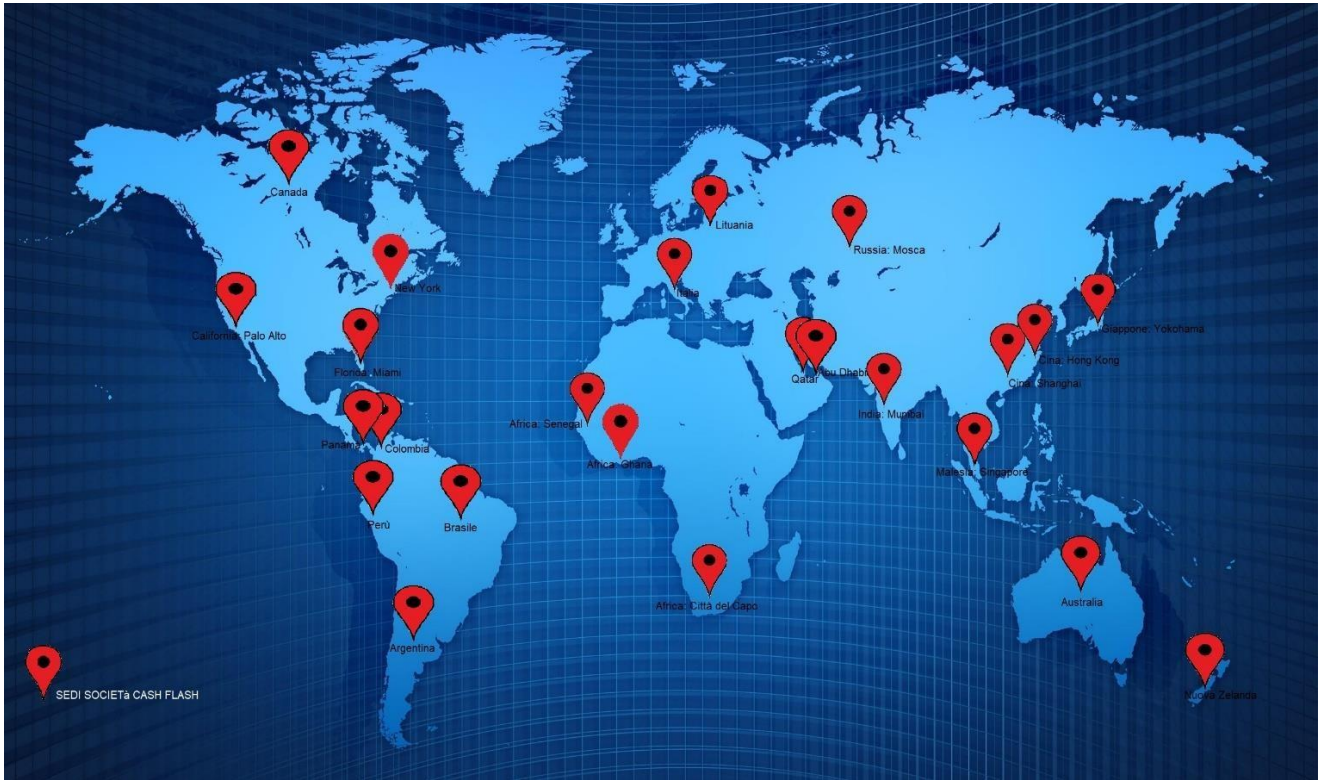 Canada
Lituania
Russia: Mosca
New York
Italia
California: Palo Alto
Giappone: Yokohama
Florida: Miami
Cina: Hong Kong
Qatar
Abu Dhabi
Cina: Shanghai
India: Mumbai
Africa: Senegal
Panama
Colombia
Africa: Ghana
Malesia: Singapore
Perù
Brasile
Australia
Africa: Città del Capo
Argentina
SEDI SOCIETà CASH FLASH
Nuova Zelanda